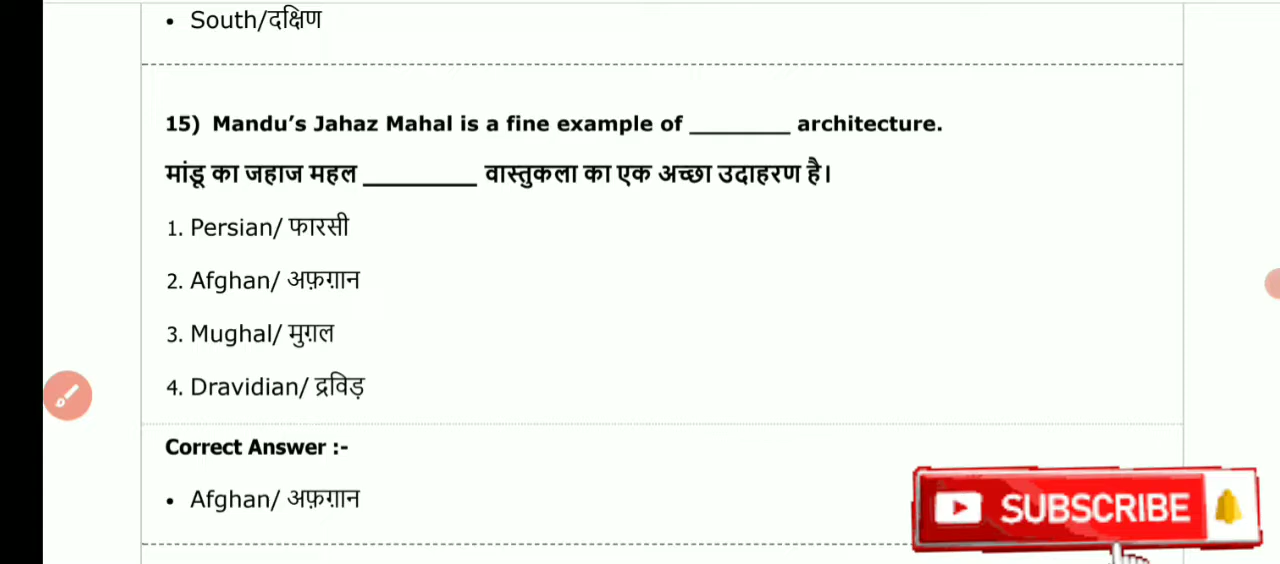 • South/दक्षिण
15) Mandu's Jahaz Mahal is a fine example of ________ architecture.
मांडू का जहाज महल _________ वास्तुकला का एक अच्छा उदाहरण है।
1. Persian/ फारसी
2. Afghan/ अफ़ग़ान
3. Mughal/ मुग़ल
4. Dravidian/ द्रविड़
Correct Answer :-
• Afghan/ अफ़ग़ान
SUBSCRIBE